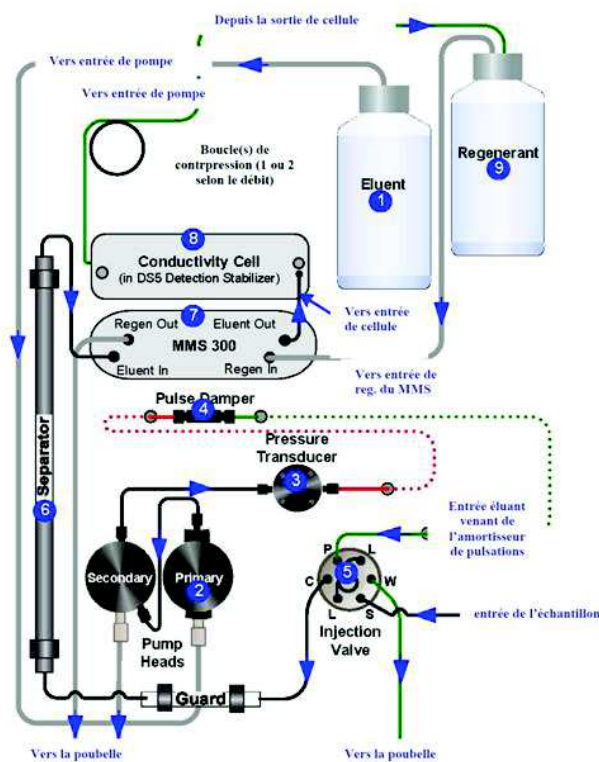 Depuis la sortie de cellule
Vers entrée de pompe
Vers entrée de pompe
Boucle(s) de
contrpression (1 ou 2
selon le débit)
Eluent
1
Regenerant
9
8
Conductivity Cell
(in DS5 Detection Stabilizer)
7
Regen Out
Eluent Out
MMS 300
Eluent In
Regen In
Vers entrée
de cellule
Vers entrée de
reg. du MMS
Pulse Damper
4
Pressure
Transducer
3
Separator
6
Secondary
Primary
2
Pump
Heads
Entrée éluant
venant de
l'amortisseur
de pulsations
P
L
C
5
W
L
S
Injection
Valve
entrée de l'échantillon
Guard
Vers la poubelle
Vers la poubelle